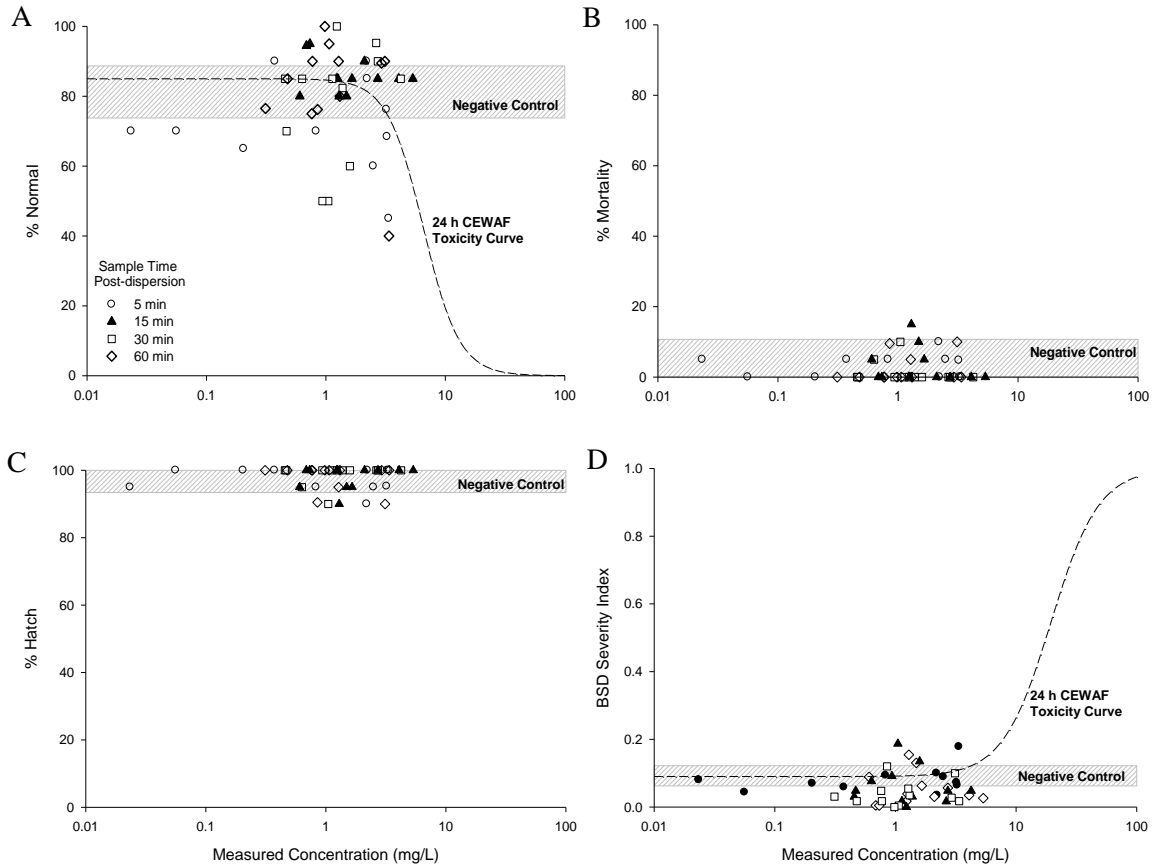 A
100
80
60
40
20
0
% Normal
Negative Control
24 h CEWAF
Toxicity Curve
Sample Time
Post-dispersion
5 min
15 min
30 min
60 min
0.01
0.1
1
10
100
B
100
80
60
40
20
0
% Mortality
Negative Control
0.01
0.1
1
10
100
C
100
80
60
40
20
0
% Hatch
Negative Control
0.01
0.1
1
10
100
Measured Concentration (mg/L)
D
1.0
0.8
0.6
0.4
0.2
0.0
BSD Severity Index
24 h CEWAF
Toxicity Curve
Negative Control
0.01
0.1
1
10
100
Measured Concentration (mg/L)